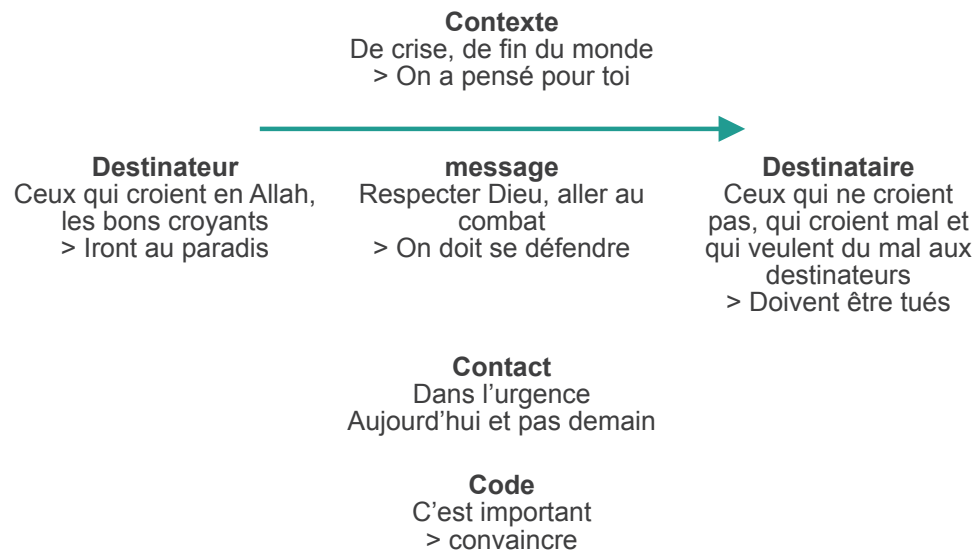 Contexte
De crise, de fin du monde
> On a pensé pour toi
Destinateur
Ceux qui croient en Allah,
les bons croyants
> Iront au paradis
message
Respecter Dieu, aller au
combat
> On doit se défendre
Destinataire
Ceux qui ne croient
pas, qui croient mal et
qui veulent du mal aux
destinateurs
> Doivent être tués
Contact
Dans l’urgence
Aujourd’hui et pas demain
Code
C’est important
> convaincre